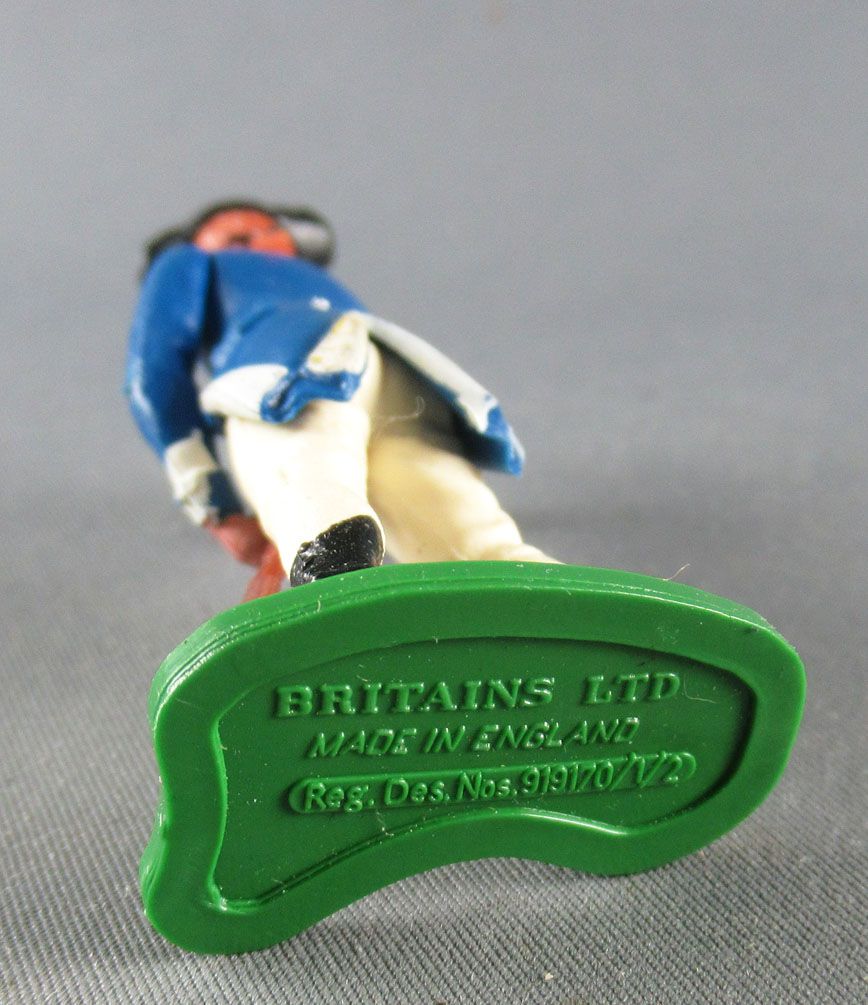 BRITAINS LTD
MADE IN ENGLAND
Reg. Des. Nos. 919170/1/2